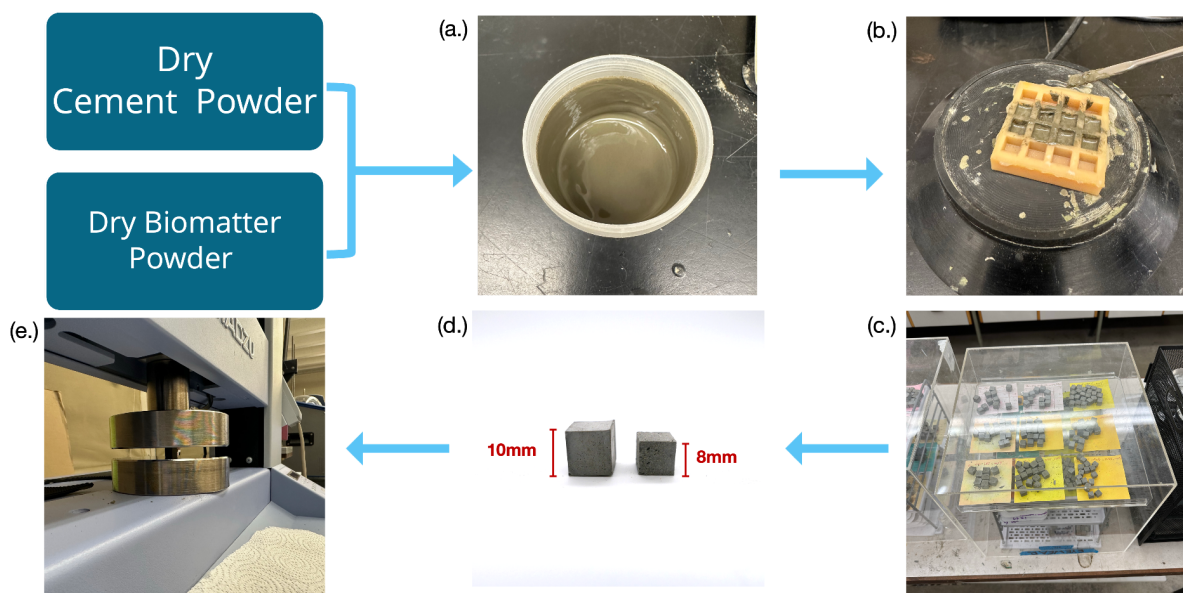 Dry
Cement Powder
Dry Biomatter
Powder
(a.)
(b.)
(e.)
(d.)
(c.)
10mm
8mm